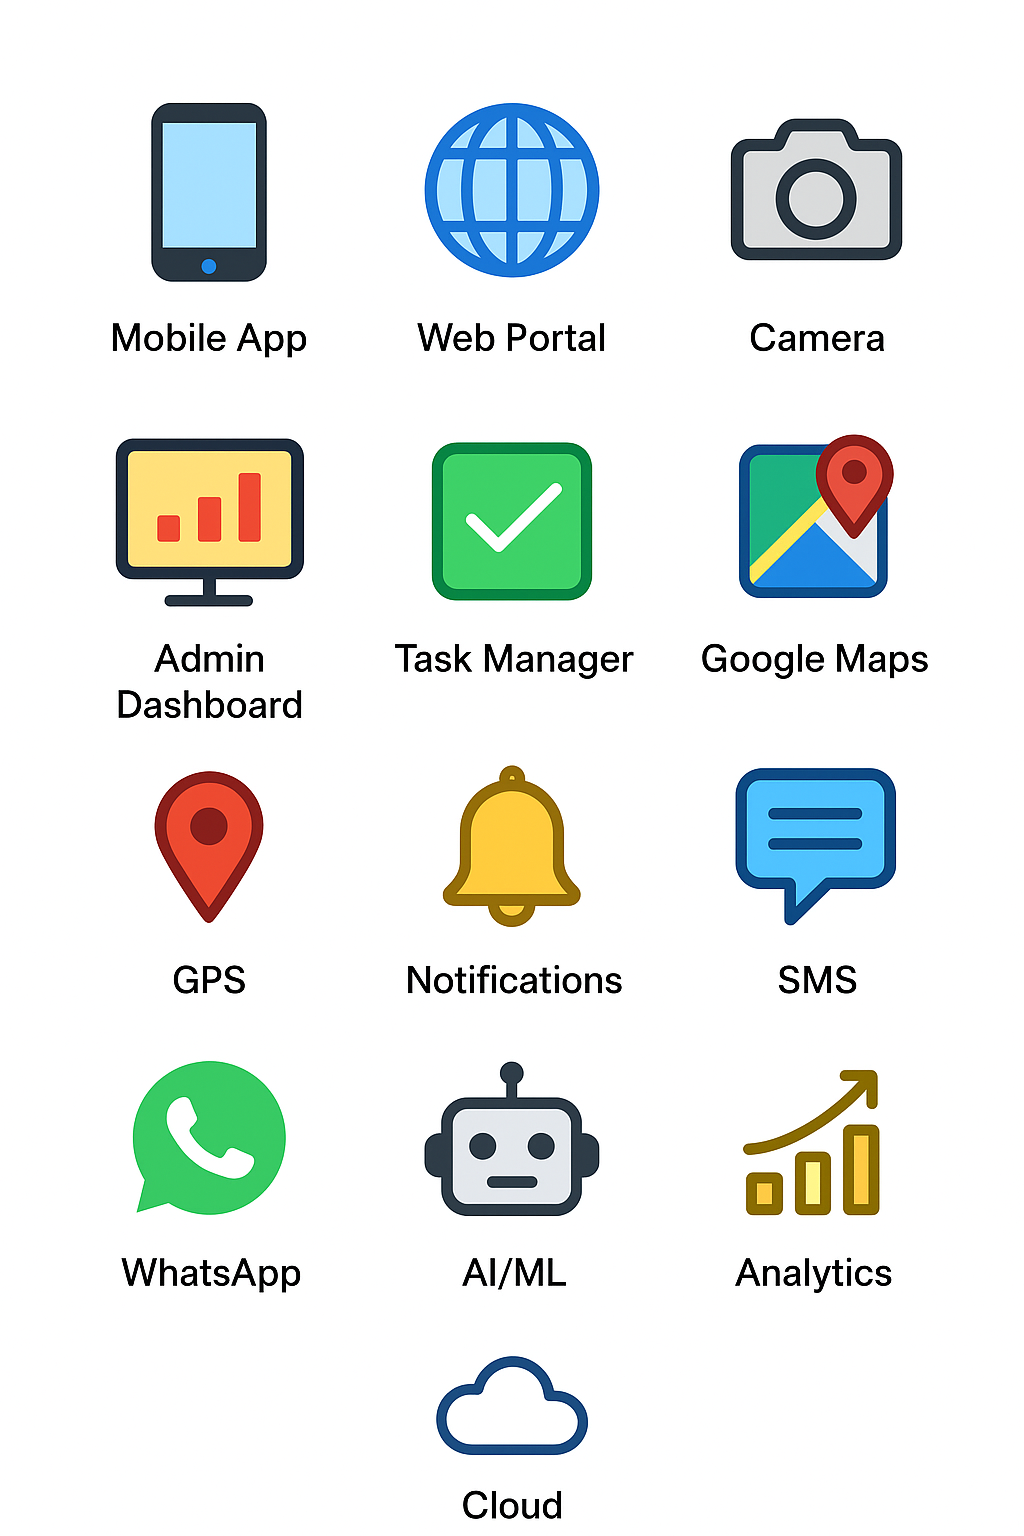 Mobile App
Web Portal
Camera
Admin
Dashboard
Task Manager
Google Maps
GPS
Notifications
SMS
WhatsApp
AI/ML
Analytics
Cloud